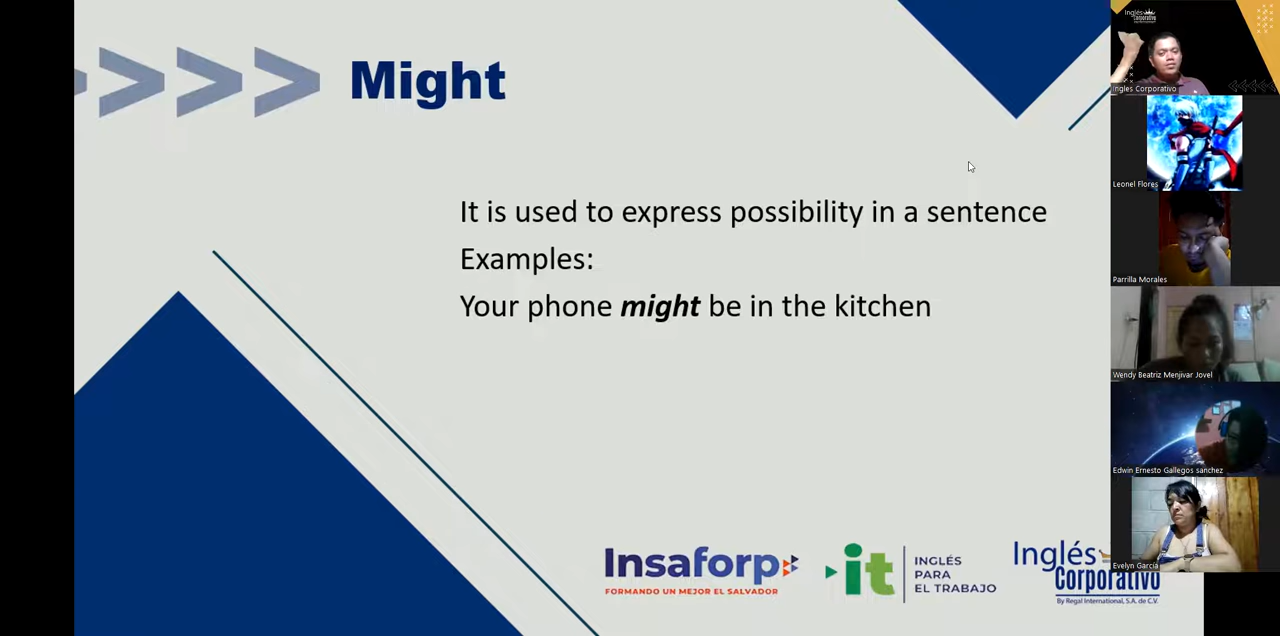 Might
It is used to express possibility in a sentence
Examples:
Your phone might be in the kitchen
Insaforp
FORMANDO UN MEJOR EL SALVADOR
it
INGLÉS
PARA
EL TRABAJO
Inglés
Corporativo
By Regal International, S.A. de C.V.
Inglés
Corporativo
Ingles Corporativo
Leonel Flores
Parrilla Morales
Wendy Beatriz Menjivar Jovel
Edwin Ernesto Gallegos sanchez
Evelyn Garcia